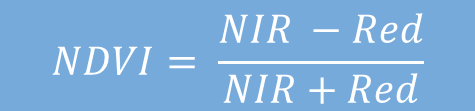 NDVI = NIR − Red / NIR + Red